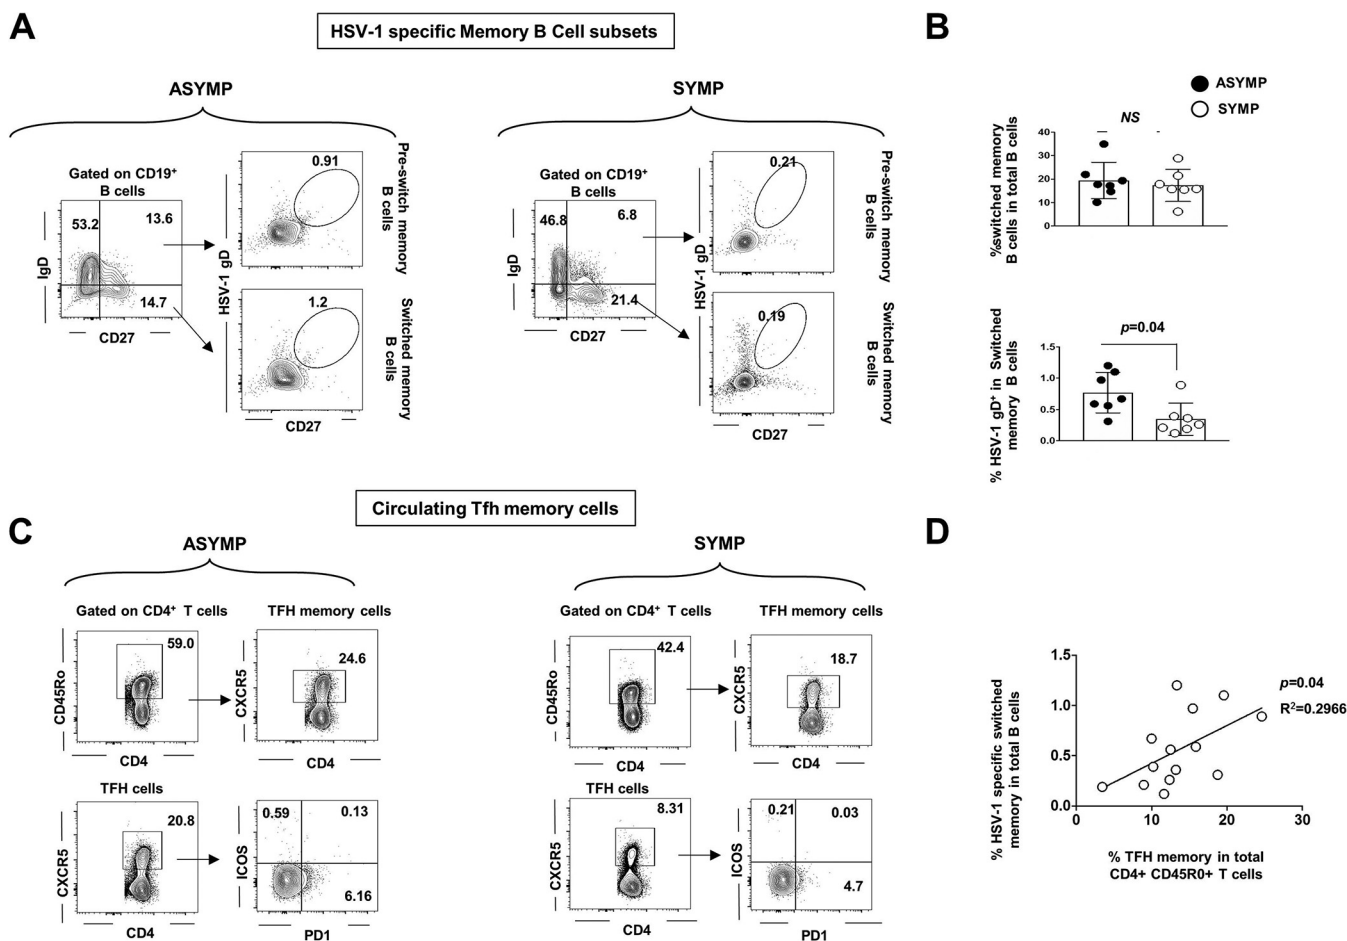 A
HSV-1 specific Memory B Cell subsets
ASYMP
SYMP
Gated on CD19⁺
B cells
53.2
13.6
14.7
IgD
CD27
0.91
1.2
HSV-1 gD
CD27
Pre-switch memory
B cells
Switched memory
B cells
Gated on CD19⁺
B cells
46.8
6.8
21.4
IgD
CD27
0.21
0.19
HSV-1 gD
CD27
Pre-switch memory
B cells
Switched memory
B cells
B
ASYMP
SYMP
NS
%switched memory
B cells in total B cells
40
30
20
10
0
p=0.04
% HSV-1 gD⁺ in Switched
memory B cells
1.5
1.0
0.5
0.0
C
Circulating Tfh memory cells
ASYMP
SYMP
Gated on CD4⁺ T cells
TFH memory cells
59.0
24.6
CD45Ro
CD4
CXCR5
CD4
TFH cells
20.8
CXCR5
CD4
0.59
0.13
6.16
ICOS
PD1
Gated on CD4⁺ T cells
TFH memory cells
42.4
18.7
CD45Ro
CD4
CXCR5
CD4
TFH cells
8.31
CXCR5
CD4
0.21
0.03
4.7
ICOS
PD1
D
% HSV-1 specific switched
memory in total B cells
1.5
1.0
0.5
0.0
0
10
20
30
p=0.04
R²=0.2966
% TFH memory in total
CD4+ CD45R0+ T cells